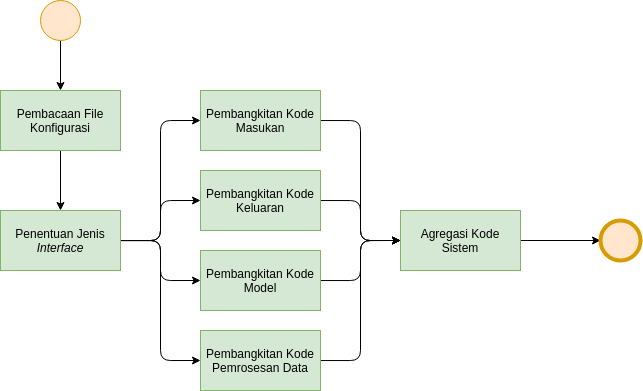 Pembacaan File
Konfigurasi
Penentuan Jenis
Interface
Pembangkitan Kode
Masukan
Pembangkitan Kode
Keluaran
Pembangkitan Kode
Model
Pembangkitan Kode
Pemrosesan Data
Agregasi Kode
Sistem